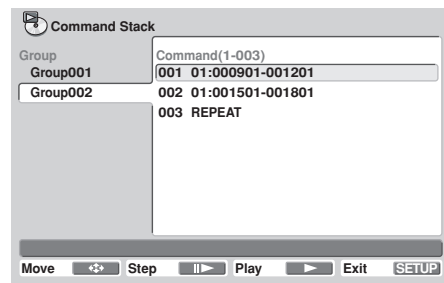 Command Stack
Group
Command(1-003)
Group001
001 01:000901-001201
Group002
002 01:001501-001801
003 REPEAT
Move Step Play Exit SETUP